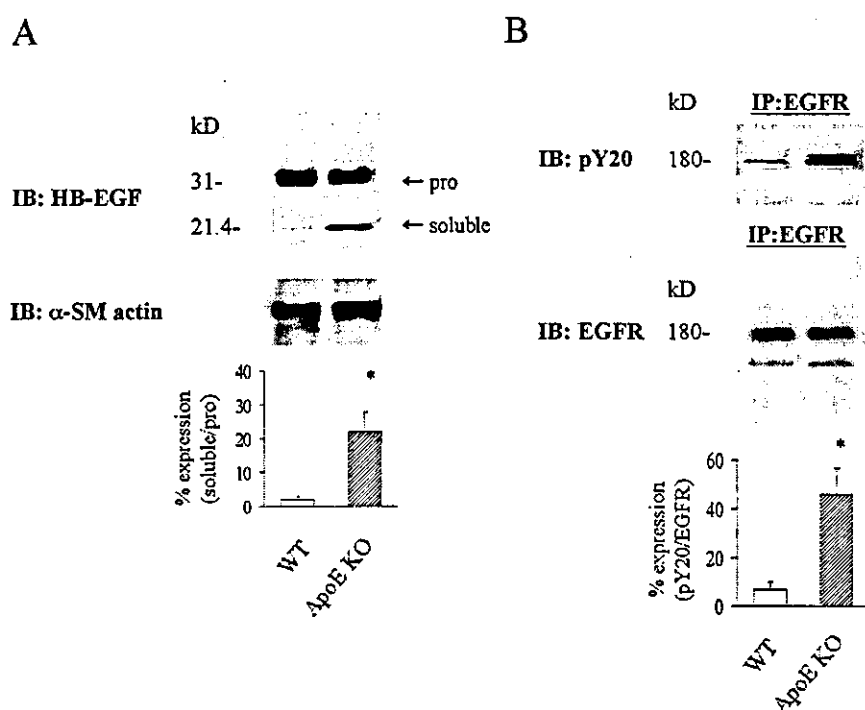 A
kD
IB: HB-EGF
31-
← pro
21.4-
← soluble
IB: α-SM actin
% expression
(soluble/pro)
40
30
20
10
0
*
WT
ApoE KO
B
kD
IP:EGFR
IB: pY20
180-
IP:EGFR
kD
IB: EGFR
180-
% expression
(pY20/EGFR)
60
40
20
0
*
WT
ApoE KO